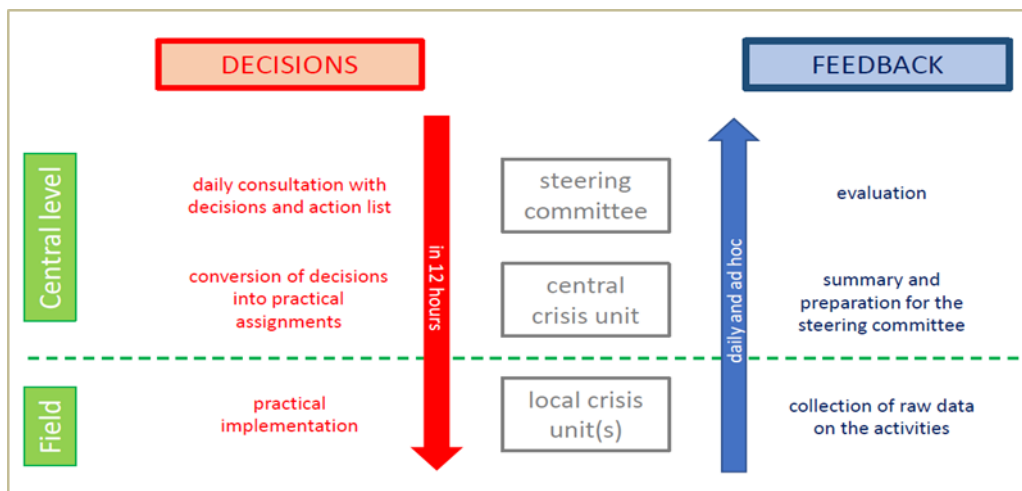 DECISIONS
FEEDBACK
Central level
daily consultation with
decisions and action list
steering
committee
evaluation
in 12 hours
daily and ad hoc
conversion of decisions
into practical
assignments
central
crisis unit
summary and
preparation for the
steering committee
Field
practical
implementation
local crisis
unit(s)
collection of raw data
on the activities